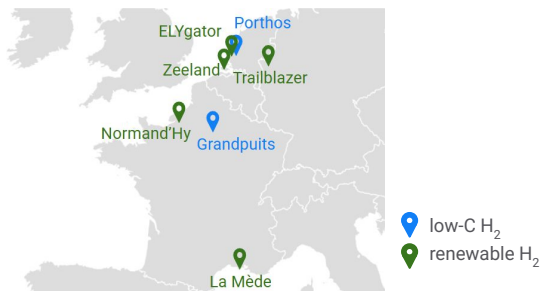 Porthos
ELYgator
Zeeland
Trailblazer
Normand'Hy
Grandpuits
La Mède
low-C H₂
renewable H₂